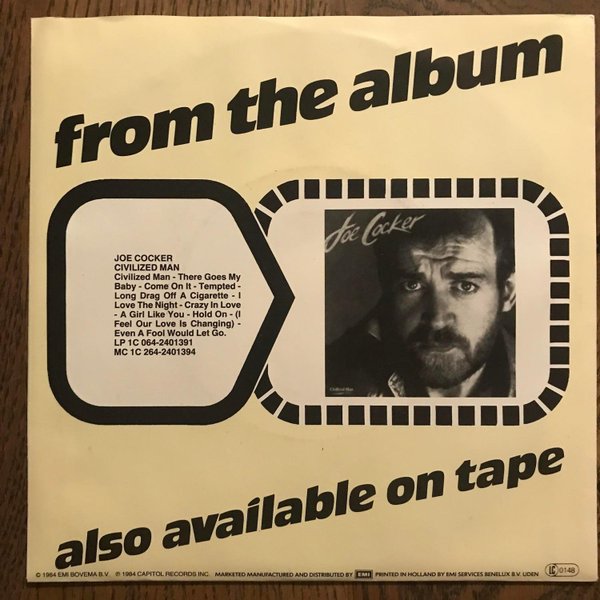 from the album
JOE COCKER
CIVILIZED MAN
Civilized Man - There Goes My
Baby - Come On It - Tempted -
Long Drag Off A Cigarette - I
Love The Night - Crazy In Love
- A Girl Like You - Hold On - (I
Feel Our Love Is Changing) -
Even A Fool Would Let Go.
LP 1C 064-2401391
MC 1C 264-2401394
Joe Cocker
Civilized Man
also available on tape
© 1984 EMI BOVEMA B.V. ℗ 1984 CAPITOL RECORDS INC. MARKETED MANUFACTURED AND DISTRIBUTED BY EMI PRINTED IN HOLLAND BY EMI SERVICES BENELUX B.V. UDEN LC 0148